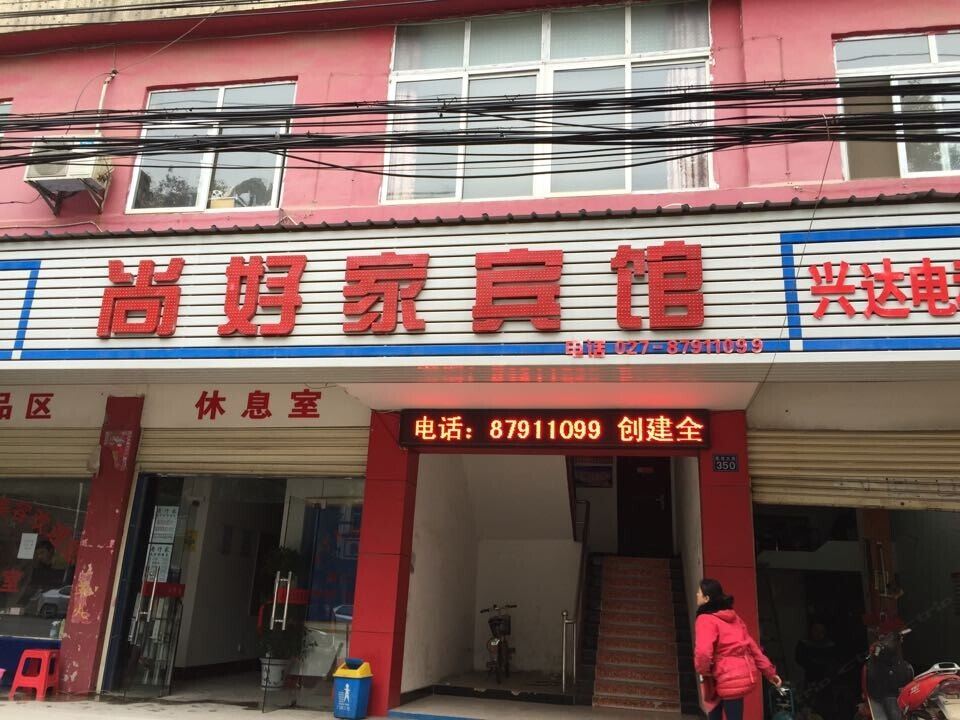 尚好家宾馆
兴达电
电话 027-87911099
品区
休息室
电话：87911099 创建全
350